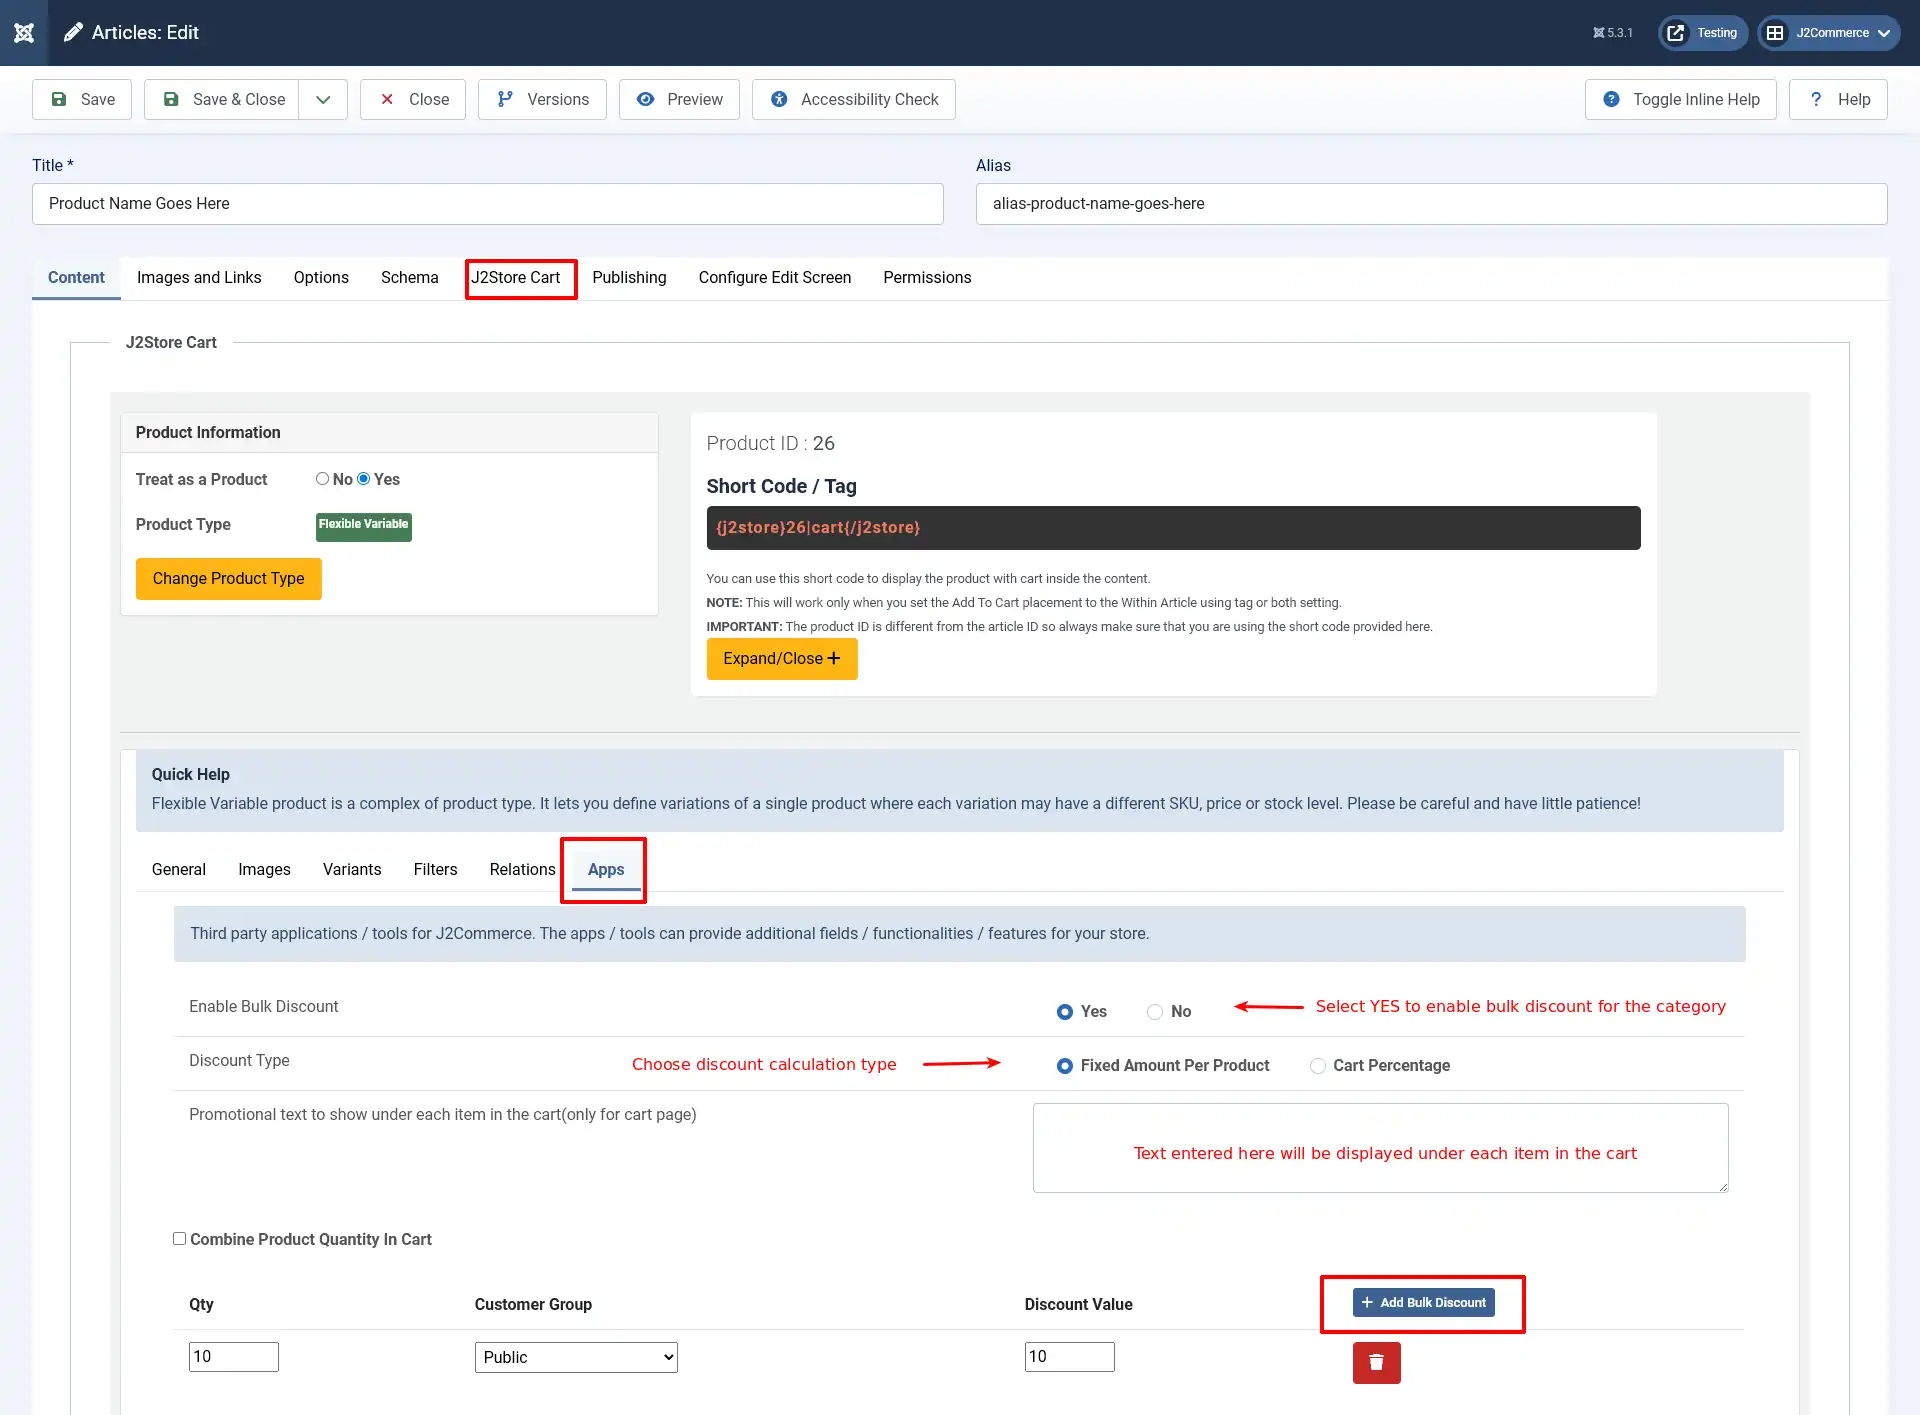 Articles: Edit
5.3.1
Testing
J2Commerce
Save
Save & Close
Close
Versions
Preview
Accessibility Check
Toggle Inline Help
? Help
Title *
Alias
Product Name Goes Here
alias-product-name-goes-here
Content
Images and Links
Options
Schema
J2Store Cart
Publishing
Configure Edit Screen
Permissions
J2Store Cart
Product Information
Treat as a Product
No
Yes
Product Type
Flexible Variable
Change Product Type
Product ID : 26
Short Code / Tag
{j2store}26|cart{/j2store}
You can use this short code to display the product with cart inside the content.
NOTE: This will work only when you set the Add To Cart placement to the Within Article using tag or both setting.
IMPORTANT: The product ID is different from the article ID so always make sure that you are using the short code provided here.
Expand/Close +
Quick Help
Flexible Variable product is a complex of product type. It lets you define variations of a single product where each variation may have a different SKU, price or stock level. Please be careful and have little patience!
General
Images
Variants
Filters
Relations
Apps
Third party applications / tools for J2Commerce. The apps / tools can provide additional fields / functionalities / features for your store.
Enable Bulk Discount
Yes
No
Select YES to enable bulk discount for the category
Discount Type
Choose discount calculation type
Fixed Amount Per Product
Cart Percentage
Promotional text to show under each item in the cart(only for cart page)
Text entered here will be displayed under each item in the cart
Combine Product Quantity In Cart
Qty
Customer Group
Discount Value
+ Add Bulk Discount
10
Public
10